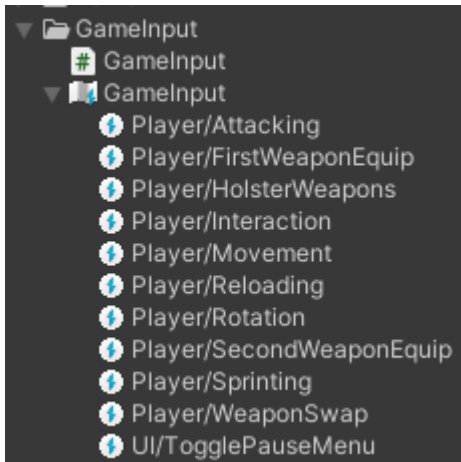 GameInput
# GameInput
GameInput
Player/Attacking
Player/FirstWeaponEquip
Player/HolsterWeapons
Player/Interaction
Player/Movement
Player/Reloading
Player/Rotation
Player/SecondWeaponEquip
Player/Sprinting
Player/WeaponSwap
UI/TogglePauseMenu